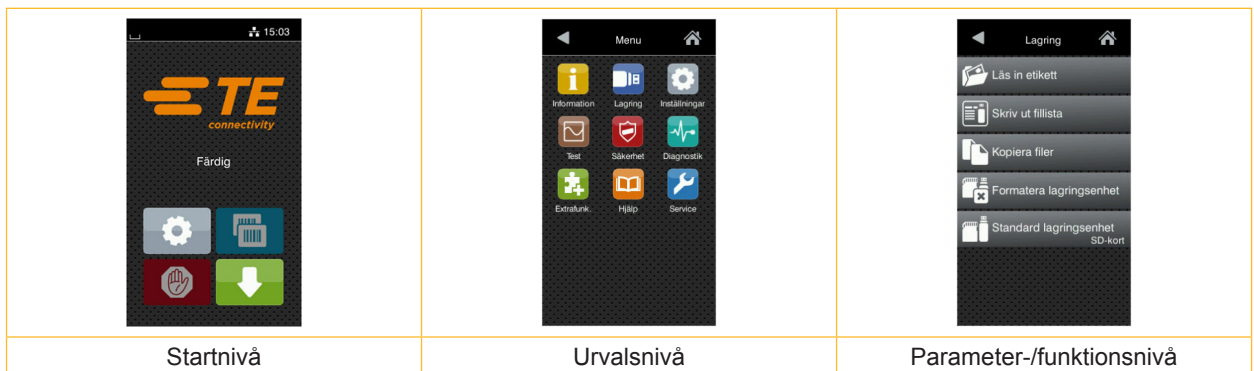 15:03
TE
connectivity
Färdig
Menu
Information Lagring Inställningar
Test Säkerhet Diagnostik
Extrafunk. Hjälp Service
Lagring
Läs in etikett
Skriv ut fillista
Kopiera filer
Formatera lagringsenhet
Standard lagringsenhet
SD-kort
Startnivå Urvalsnivå Parameter-/funktionsnivå